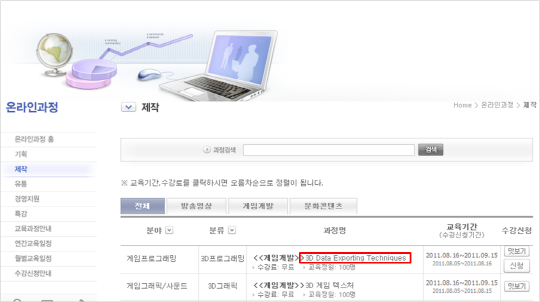 온라인과정
제작
Home > 온라인과정 > 제작
온라인과정 홈
기획
제작
유통
경영지원
특강
교육과정안내
연간교육일정
월별교육일정
수강신청안내
과정검색
검색
※ 교육기간,수강료를 클릭하시면 오름차순으로 정렬이 됩니다.
전체 방송영상 게임개발 문화콘텐츠
분야 분류 과정명 교육기간 수강신청
(수강신청기간)
게임프로그래밍 3D프로그래밍 <<게임개발>>3D Data Exporting Techniques 2011.08.16~2011.09.15 맛보기
수강료: 무료 교육정원: 100명 2011.08.05~2011.08.16 신청
게임그래픽/사운드 3D그래픽 <<게임개발>>3D 게임 텍스처 2011.08.16~2011.09.15 맛보기
수강료: 무료 교육정원: 100명 2011.08.05~2011.08.16